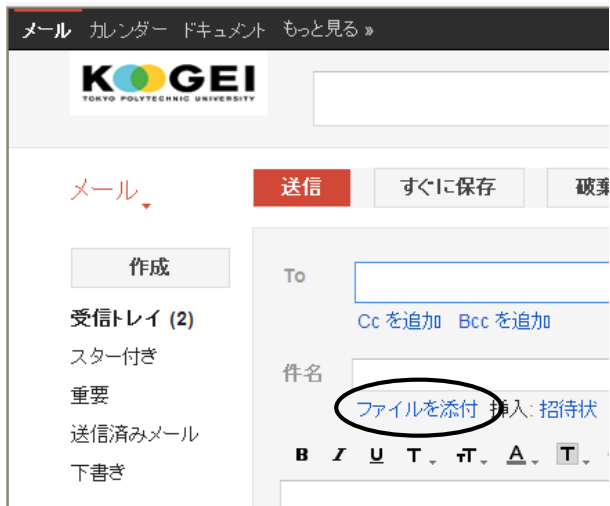 メール カレンダー ドキュメント もっと見る »
KOGEI
TOKYO POLYTECHNIC UNIVERSITY
メール
送信 すぐに保存 破棄
作成
To
受信トレイ (2)
Cc を追加 Bcc を追加
スター付き
件名
重要
ファイルを添付 挿入: 招待状
送信済みメール
B I U T T A T
下書き